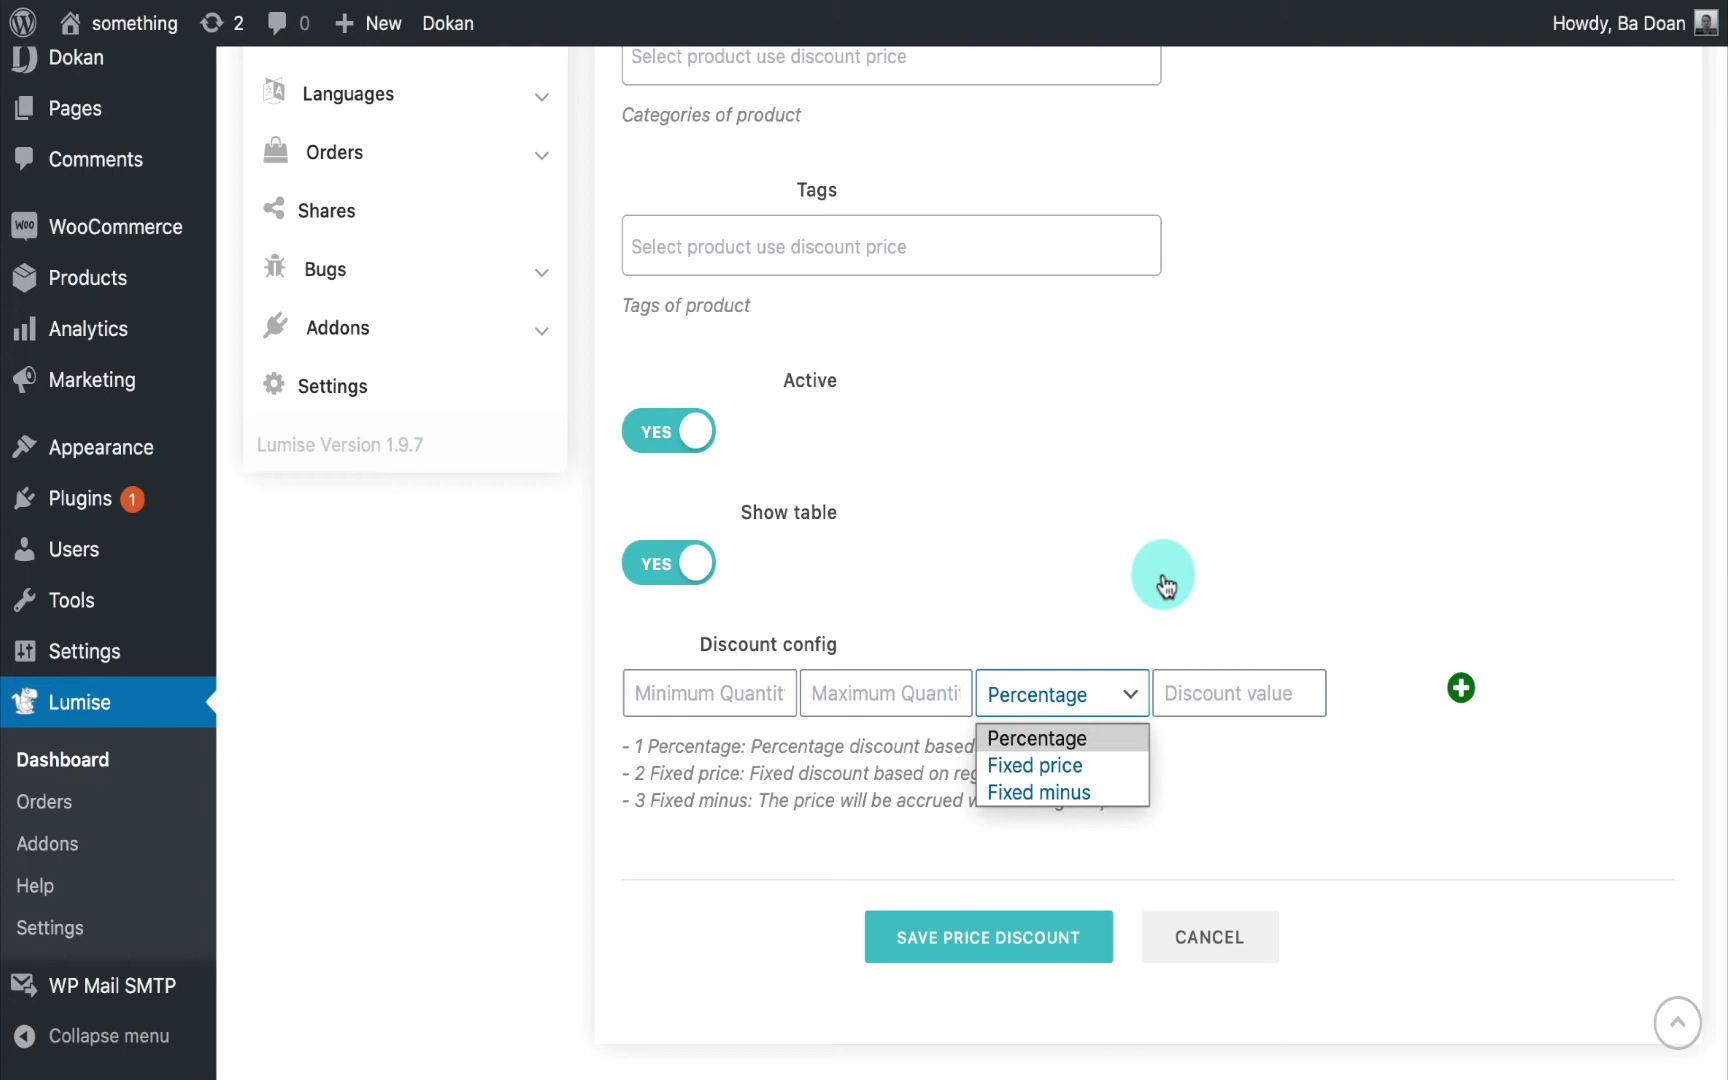 something
2
0
New
Dokan
Howdy, Ba Doan
Dokan
Pages
Comments
WooCommerce
Products
Analytics
Marketing
Appearance
Plugins 1
Users
Tools
Settings
Lumise
Dashboard
Orders
Addons
Help
Settings
WP Mail SMTP
Collapse menu
Languages
Orders
Shares
Bugs
Addons
Settings
Lumise Version 1.9.7
Select product use discount price
Categories of product
Tags
Select product use discount price
Tags of product
Active
YES
Show table
YES
Discount config
Minimum Quantit
Maximum Quanti
Percentage
Discount value
Percentage
Fixed price
Fixed minus
- 1 Percentage: Percentage discount based
- 2 Fixed price: Fixed discount based on
- 3 Fixed minus: The price will be accrued
SAVE PRICE DISCOUNT
CANCEL